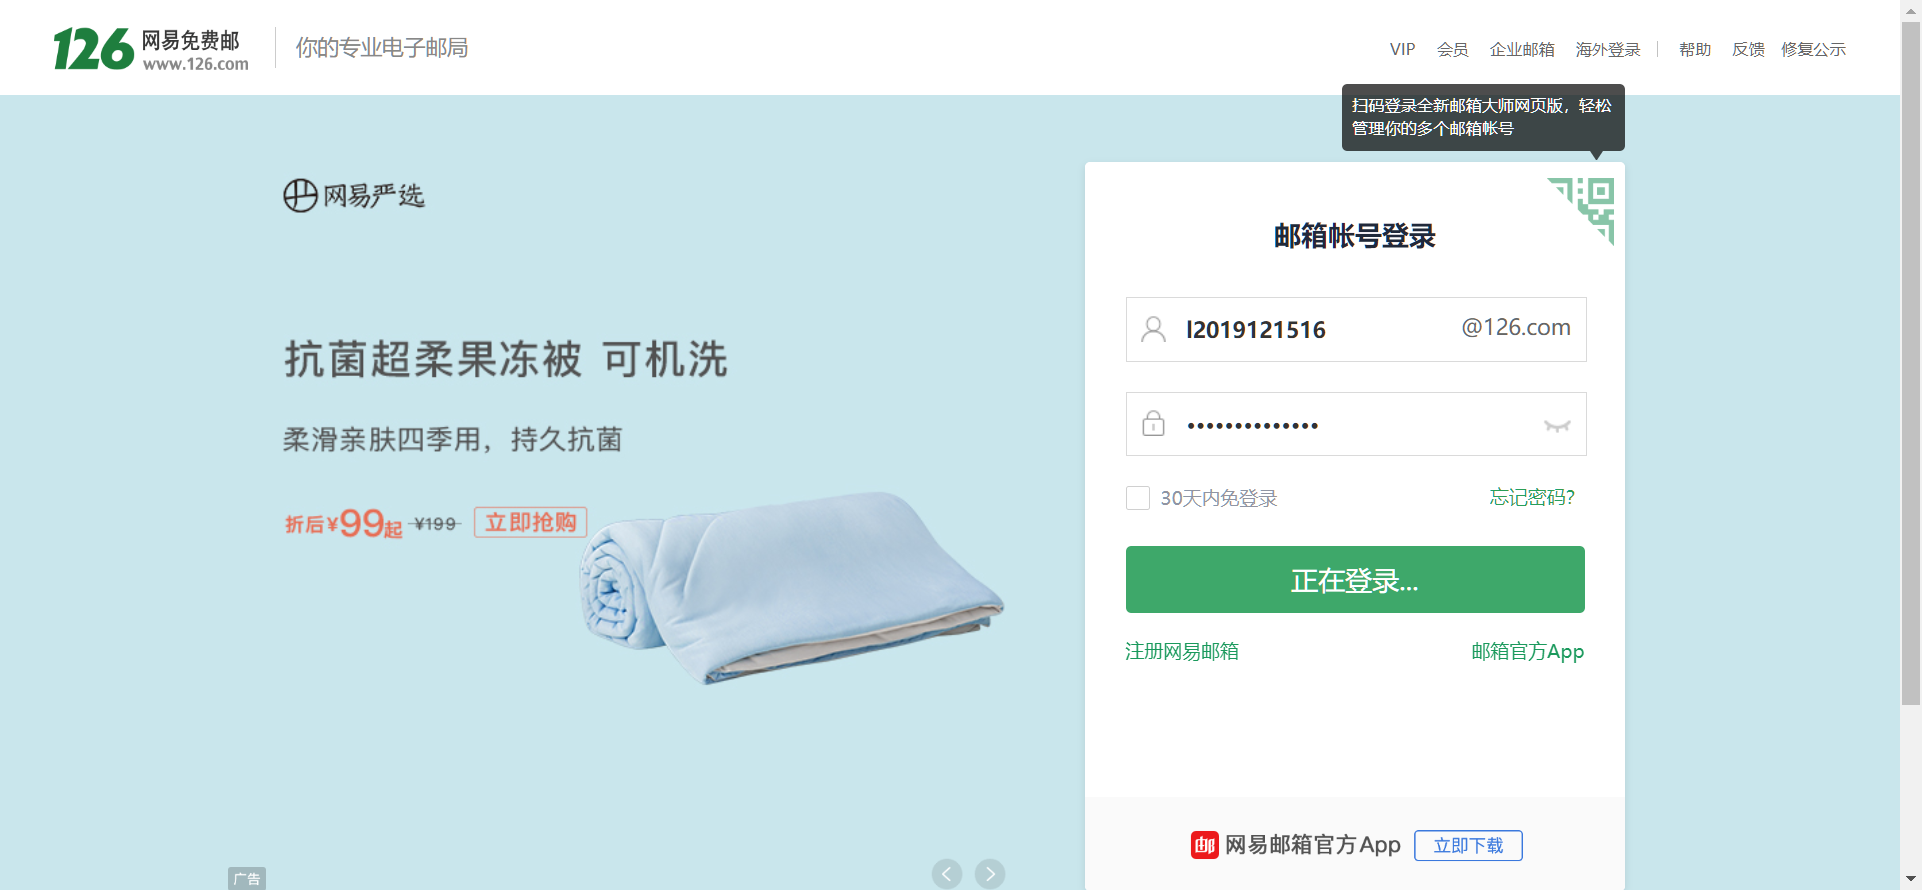 126 网易免费邮
www.126.com
你的专业电子邮局
VIP 会员 企业邮箱 海外登录 帮助 反馈 修复公示
扫码登录全新邮箱大师网页版，轻松
管理你的多个邮箱帐号
网易严选
邮箱帐号登录
l2019121516 @126.com
抗菌超柔果冻被 可机洗
柔滑亲肤四季用，持久抗菌
••••••••••••••
30天内免登录 忘记密码?
折后¥99起 ¥199 立即抢购
正在登录...
注册网易邮箱 邮箱官方App
邮 网易邮箱官方App 立即下载
广告